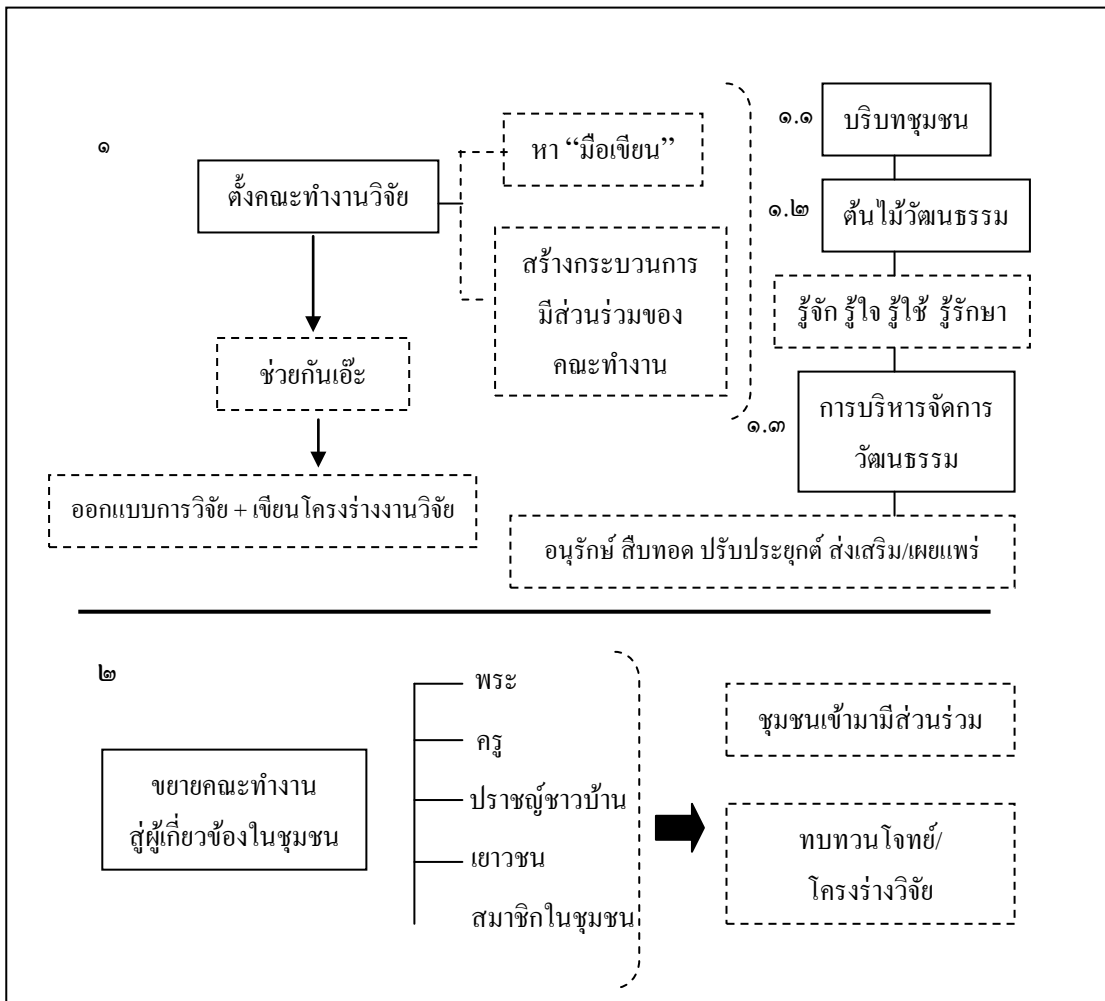 ๑
ตั้งคณะทำงานวิจัย
หา “มือเขียน”
สร้างกระบวนการ
มีส่วนร่วมของ
คณะทำงาน
ช่วยกันเอ๊ะ
ออกแบบการวิจัย + เขียนโครงร่างงานวิจัย
๑.๑
บริบทชุมชน
๑.๒
ต้นไม้วัฒนธรรม
รู้จัก รู้ใจ รู้ใช้ รู้รักษา
๑.๓
การบริหารจัดการ
วัฒนธรรม
อนุรักษ์ สืบทอด ปรับประยุกต์ ส่งเสริม/เผยแพร่
๒
ขยายคณะทำงาน
สู่ผู้เกี่ยวข้องในชุมชน
พระ
ครู
ปราชญ์ชาวบ้าน
เยาวชน
สมาชิกในชุมชน
ชุมชนเข้ามามีส่วนร่วม
ทบทวนโจทย์/
โครงร่างวิจัย